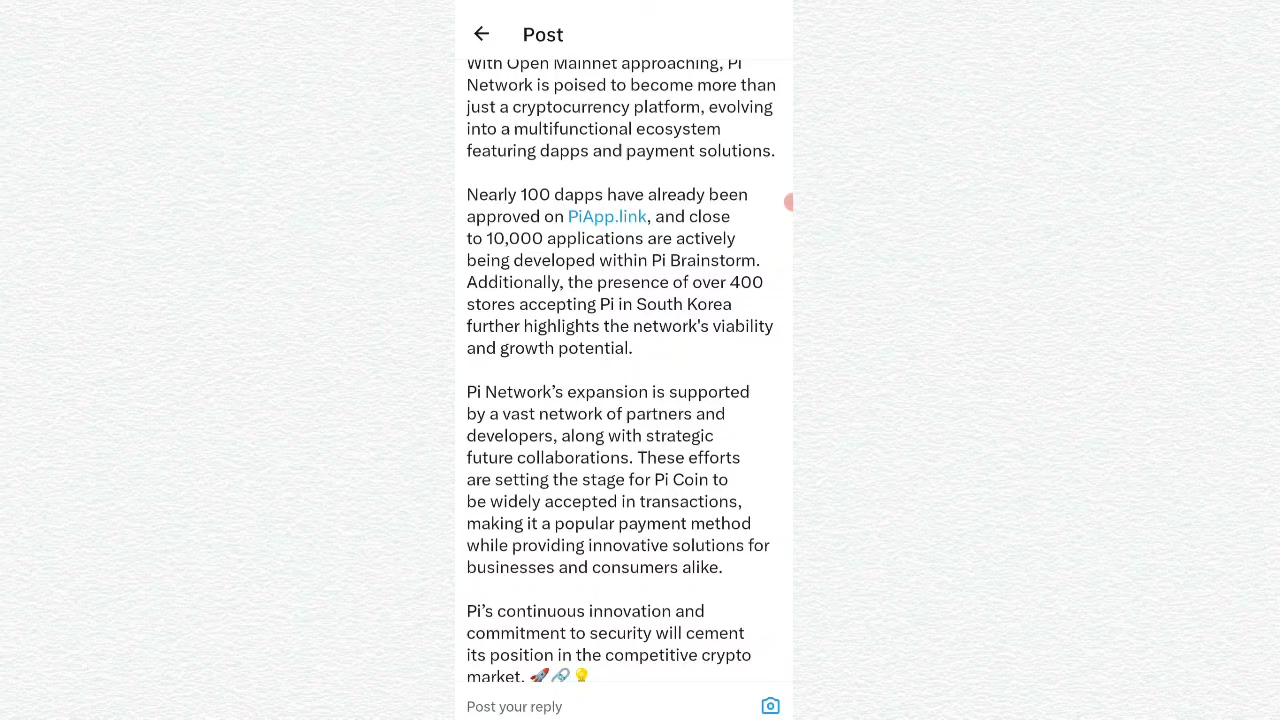 Post
With Open Mainnet approaching, Pi
Network is poised to become more than
just a cryptocurrency platform, evolving
into a multifunctional ecosystem
featuring dapps and payment solutions.
Nearly 100 dapps have already been
approved on PiApp.link, and close
to 10,000 applications are actively
being developed within Pi Brainstorm.
Additionally, the presence of over 400
stores accepting Pi in South Korea
further highlights the network's viability
and growth potential.
Pi Network’s expansion is supported
by a vast network of partners and
developers, along with strategic
future collaborations. These efforts
are setting the stage for Pi Coin to
be widely accepted in transactions,
making it a popular payment method
while providing innovative solutions for
businesses and consumers alike.
Pi’s continuous innovation and
commitment to security will cement
its position in the competitive crypto
market. 🚀🔗💡
Post your reply